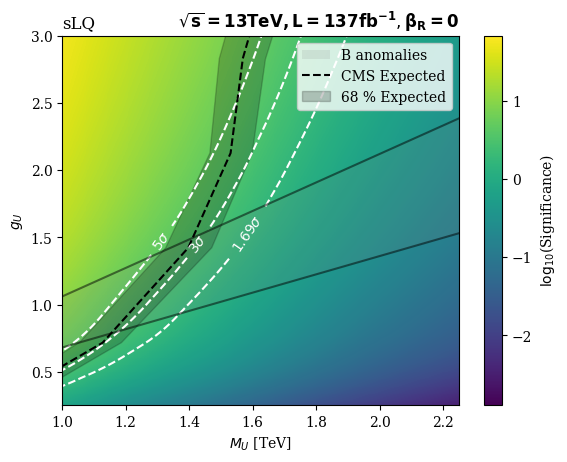 sLQ
√s = 13TeV, L = 137fb⁻¹, β_R = 0
3.0
2.5
2.0
1.5
1.0
0.5
g_U
B anomalies
CMS Expected
68 % Expected
5σ
3σ
1.69σ
1.0
1.2
1.4
1.6
1.8
2.0
2.2
M_U [TeV]
1
0
−1
−2
log₁₀(Significance)